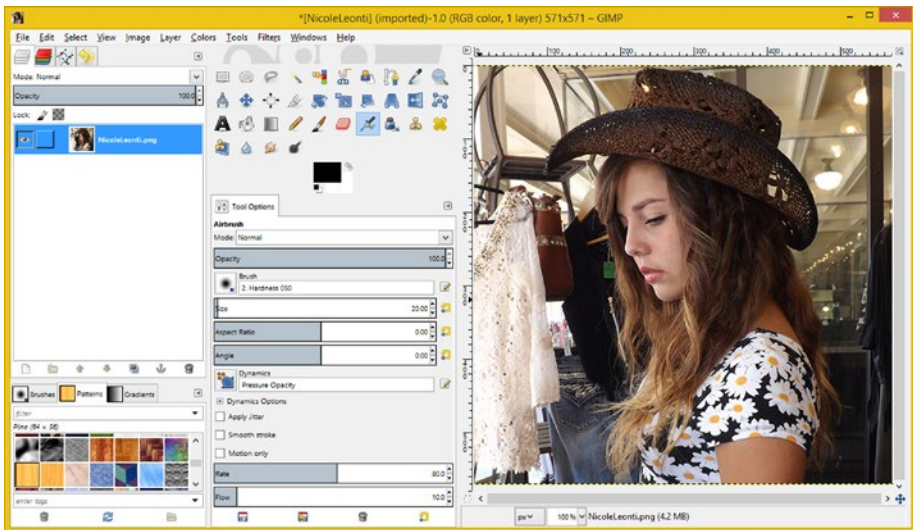 *[NicoleLeonti] (imported)-1.0 (RGB color, 1 layer) 571x571 – GIMP
File Edit Select View Image Layer Colors Tools Filters Windows Help
Mode: Normal
Opacity 100.0
Lock:
NicoleLeonti.png
Tool Options
Airbrush
Mode: Normal
Opacity 100.0
Brush
2. Hardness 050
Size 20.00
Aspect Ratio 0.00
Angle 0.00
Dynamics
Pressure Opacity
Dynamics Options
Apply Jitter
Smooth stroke
Motion only
Rate 80.0
Flow 10.0
Brushes Patterns Gradients
filter
Pine (64 × 56)
enter tags
100 200 300 400 500
px 100 % NicoleLeonti.png (4.2 MB)